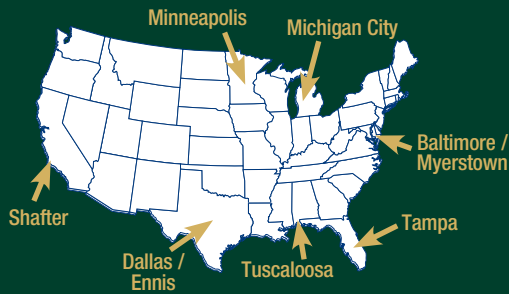 Minneapolis
Michigan City
Baltimore /
Myerstown
Shafter
Tampa
Dallas /
Ennis
Tuscaloosa